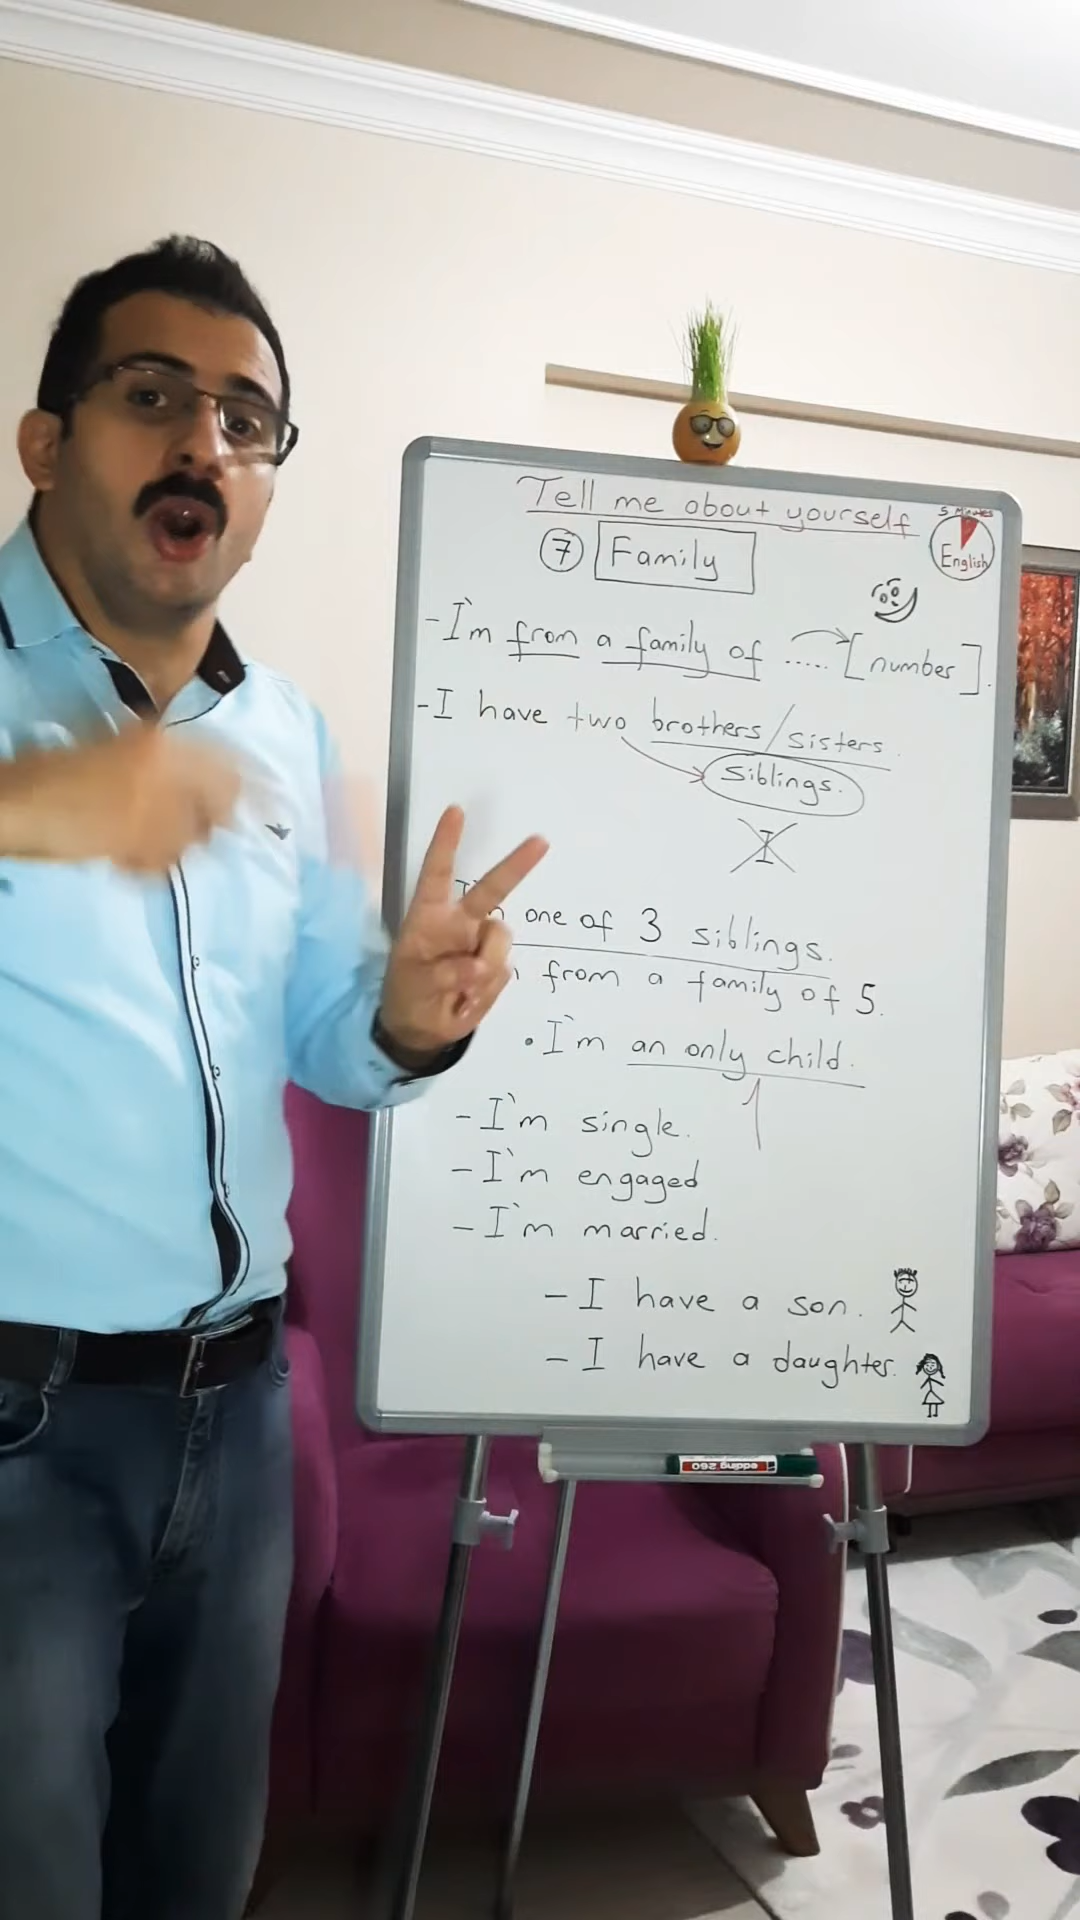 Tell me about yourself
5 Minutes
English
7 Family
- I'm from a family of ..... [number].
- I have two brothers/sisters.
siblings.
I
one of 3 siblings.
from a family of 5.
• I'm an only child.
1
- I'm single.
- I'm engaged
- I'm married.
- I have a son.
- I have a daughter.
edding 260